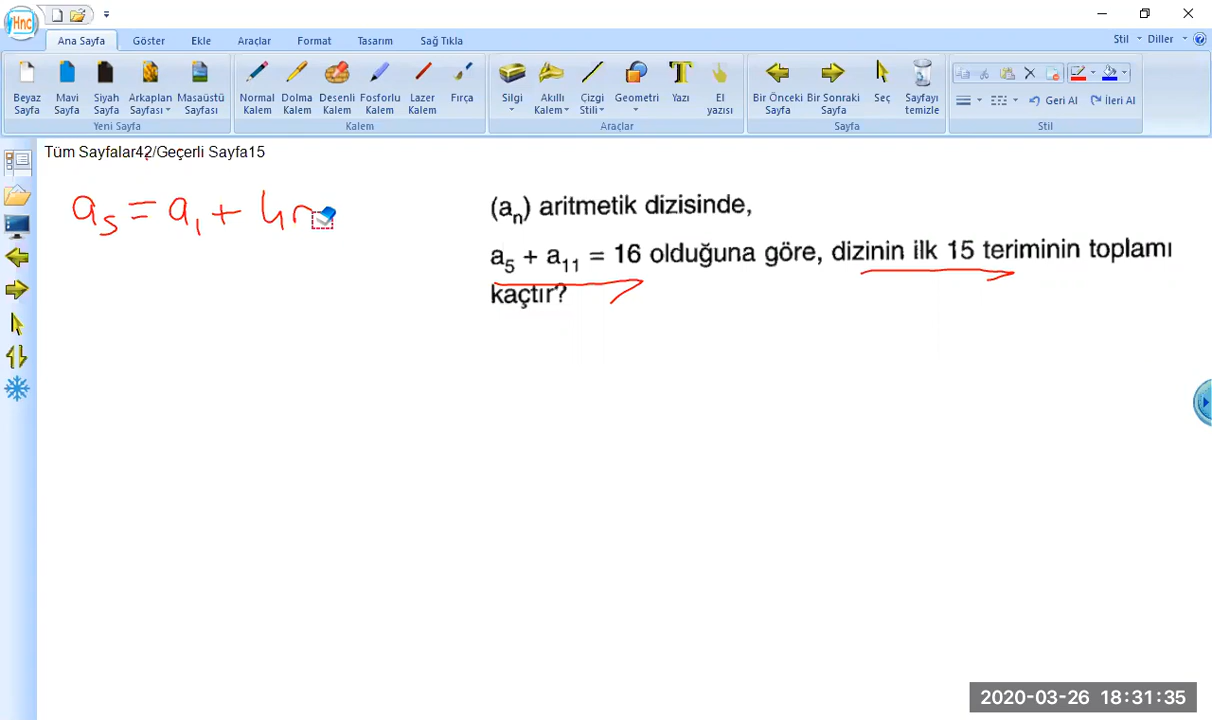 Hnc
Ana Sayfa Göster Ekle Araçlar Format Tasarım Sağ Tıkla
Stil Diller
Beyaz Sayfa Mavi Sayfa Siyah Sayfa Arkaplan Sayfası Masaüstü Sayfası
Yeni Sayfa
Normal Kalem Dolma Kalem Desenli Kalem Fosforlu Kalem Lazer Kalem Fırça
Kalem
Silgi Akıllı Kalem Çizgi Stili Geometri Yazı El yazısı
Araçlar
Bir Önceki Sayfa Bir Sonraki Sayfa Seç Sayfayı temizle
Sayfa
Geri Al İleri Al
Stil
Tüm Sayfalar42/Geçerli Sayfa15
a₅ = a₁ + 4r
(aₙ) aritmetik dizisinde,
a₅ + a₁₁ = 16 olduğuna göre, dizinin ilk 15 teriminin toplamı
kaçtır?
2020-03-26 18:31:35